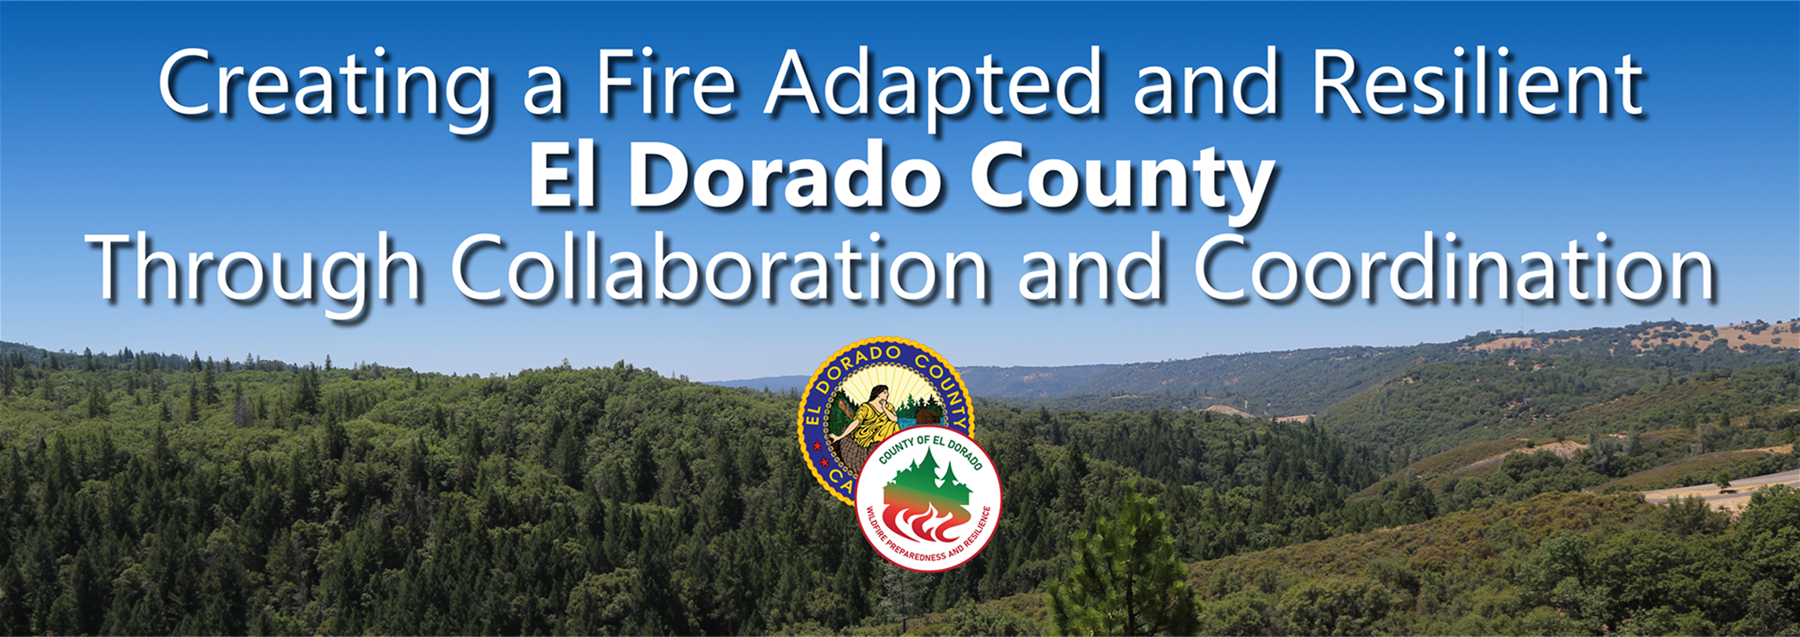 Creating a Fire Adapted and Resilient
El Dorado County
Through Collaboration and Coordination
EL DORADO COUNTY
CA
COUNTY OF EL DORADO
WILDFIRE PREPAREDNESS AND RESILIENCE